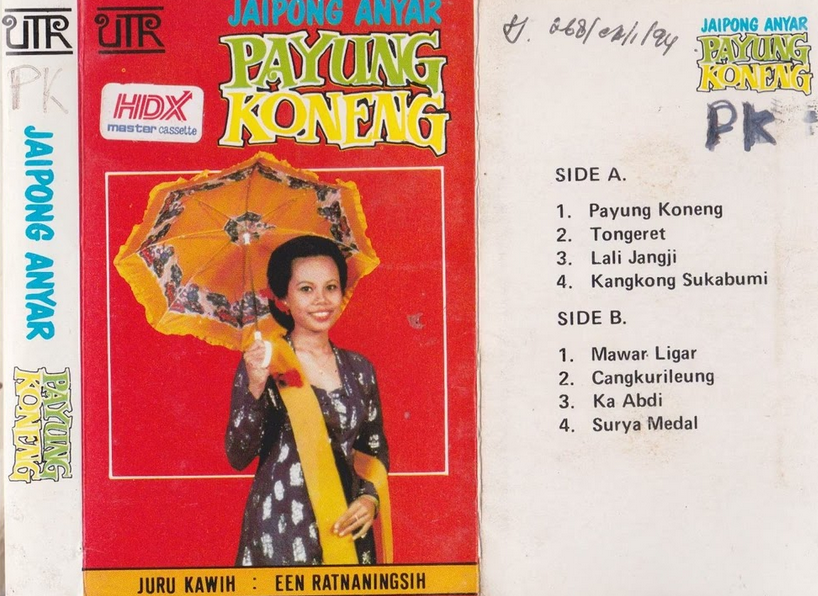 UTR
PK
JAIPONG ANYAR
PAYUNG
KONENG
UTR
JAIPONG ANYAR
PAYUNG
KONENG
HIDX
master cassette
JURU KAWIH : EEN RATNANINGSIH
JAIPONG ANYAR
PAYUNG
KONENG
PK
SIDE A.
1. Payung Koneng
2. Tongeret
3. Lali Jangji
4. Kangkong Sukabumi
SIDE B.
1. Mawar Ligar
2. Cangkurileung
3. Ka Abdi
4. Surya Medal